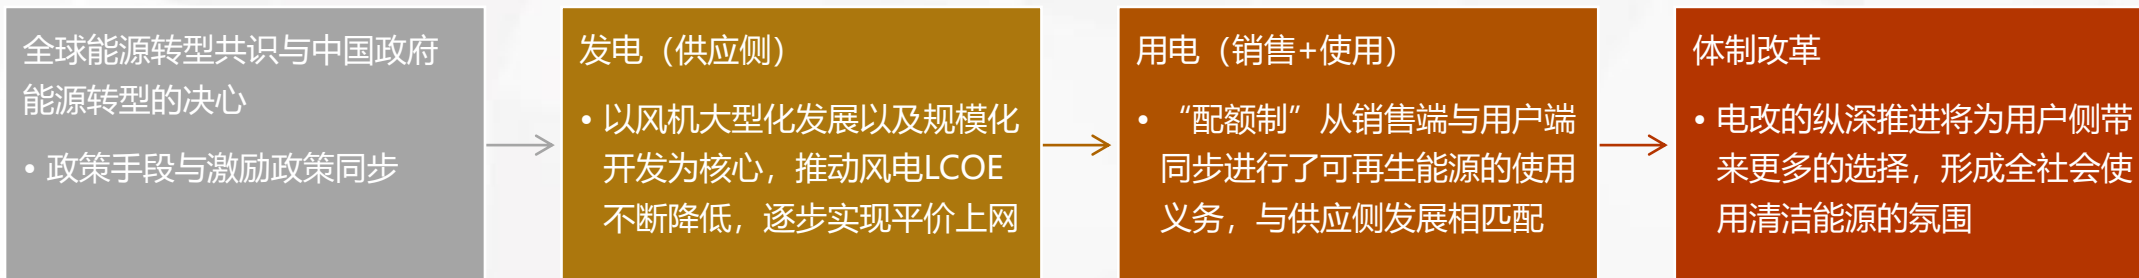 全球能源转型共识与中国政府
能源转型的决心
• 政策手段与激励政策同步
发电（供应侧）
• 以风机大型化发展以及规模化
开发为核心，推动风电LCOE
不断降低，逐步实现平价上网
用电（销售+使用）
• “配额制”从销售端与用户端
同步进行了可再生能源的使用
义务，与供应侧发展相匹配
体制改革
• 电改的纵深推进将为用户侧带
来更多的选择，形成全社会使
用清洁能源的氛围